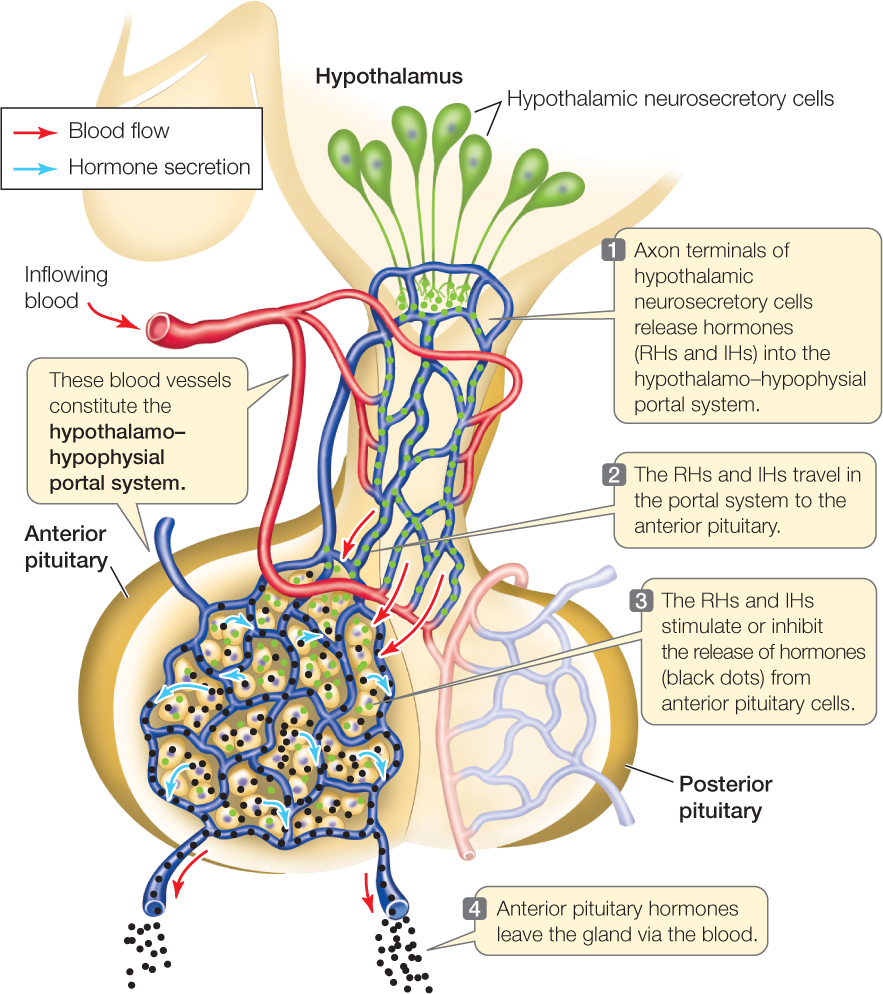 Hypothalamus
Hypothalamic neurosecretory cells
Blood flow
Hormone secretion
1 Axon terminals of
hypothalamic
neurosecretory cells
release hormones
(RHs and IHs) into the
hypothalamo–hypophysial
portal system.
Inflowing
blood
These blood vessels
constitute the
hypothalamo–
hypophysial
portal system.
2 The RHs and IHs travel in
the portal system to the
anterior pituitary.
Anterior
pituitary
3 The RHs and IHs
stimulate or inhibit
the release of hormones
(black dots) from
anterior pituitary cells.
Posterior
pituitary
4 Anterior pituitary hormones
leave the gland via the blood.